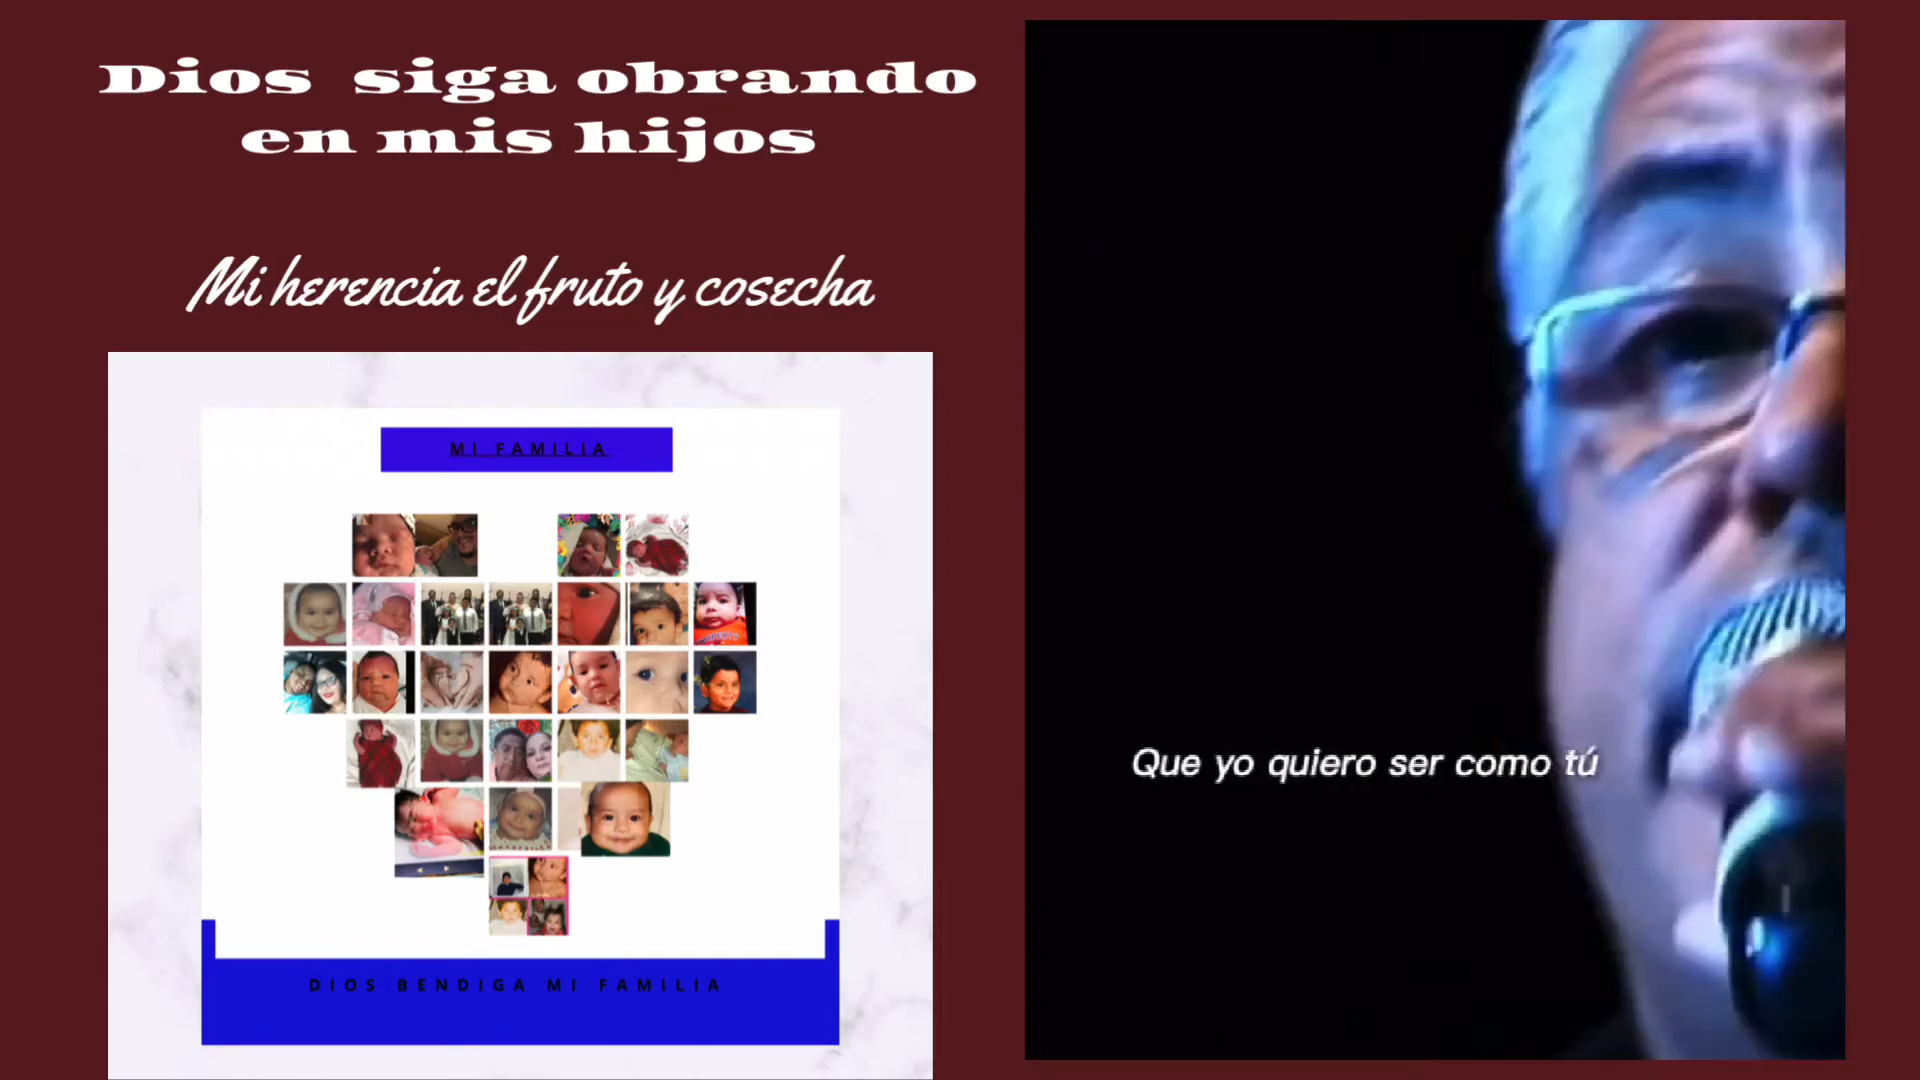 Dios siga obrando
en mis hijos
Mi herencia el fruto y cosecha
MI FAMILIA
DIOS BENDIGA MI FAMILIA
Que yo quiero ser como tú